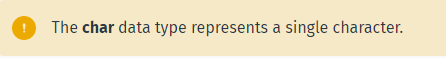 The char data type represents a single character.